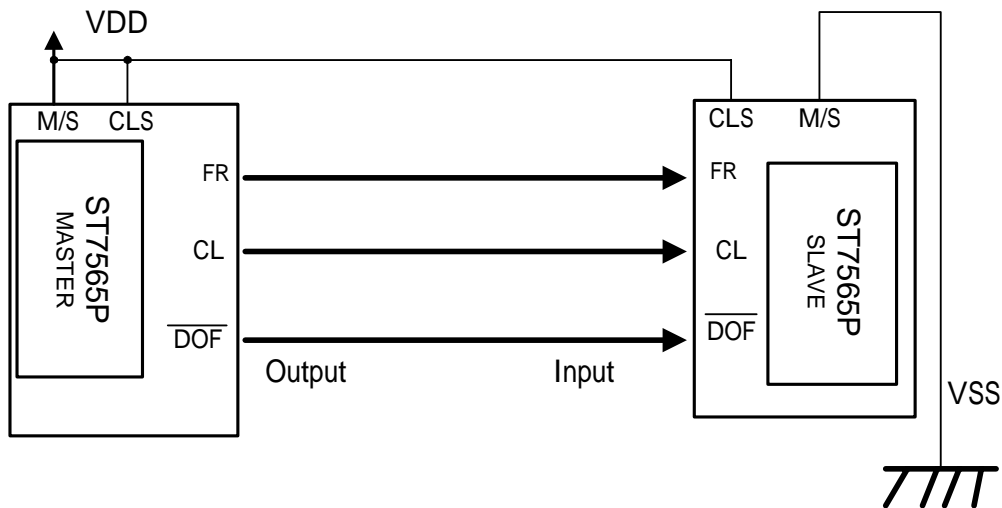 VDD
M/S CLS
CLS M/S
FR
FR
ST7565P
MASTER
ST7565P
SLAVE
CL
CL
DOF
DOF
Output
Input
VSS